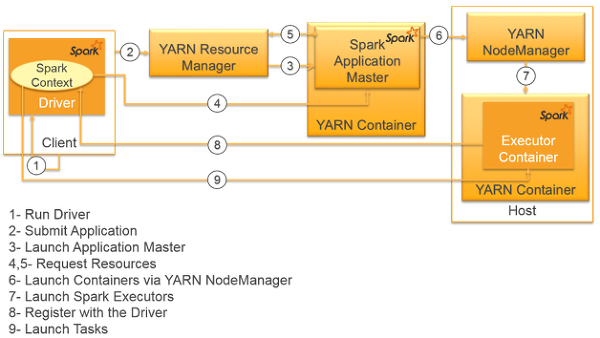 Spark
Spark
Context
Driver
Client
1
2
YARN Resource
Manager
5
3
4
Spark
Spark
Application
Master
YARN Container
6
YARN
NodeManager
7
Spark
Executor
Container
YARN Container
Host
8
9
1- Run Driver
2- Submit Application
3- Launch Application Master
4,5- Request Resources
6- Launch Containers via YARN NodeManager
7- Launch Spark Executors
8- Register with the Driver
9- Launch Tasks